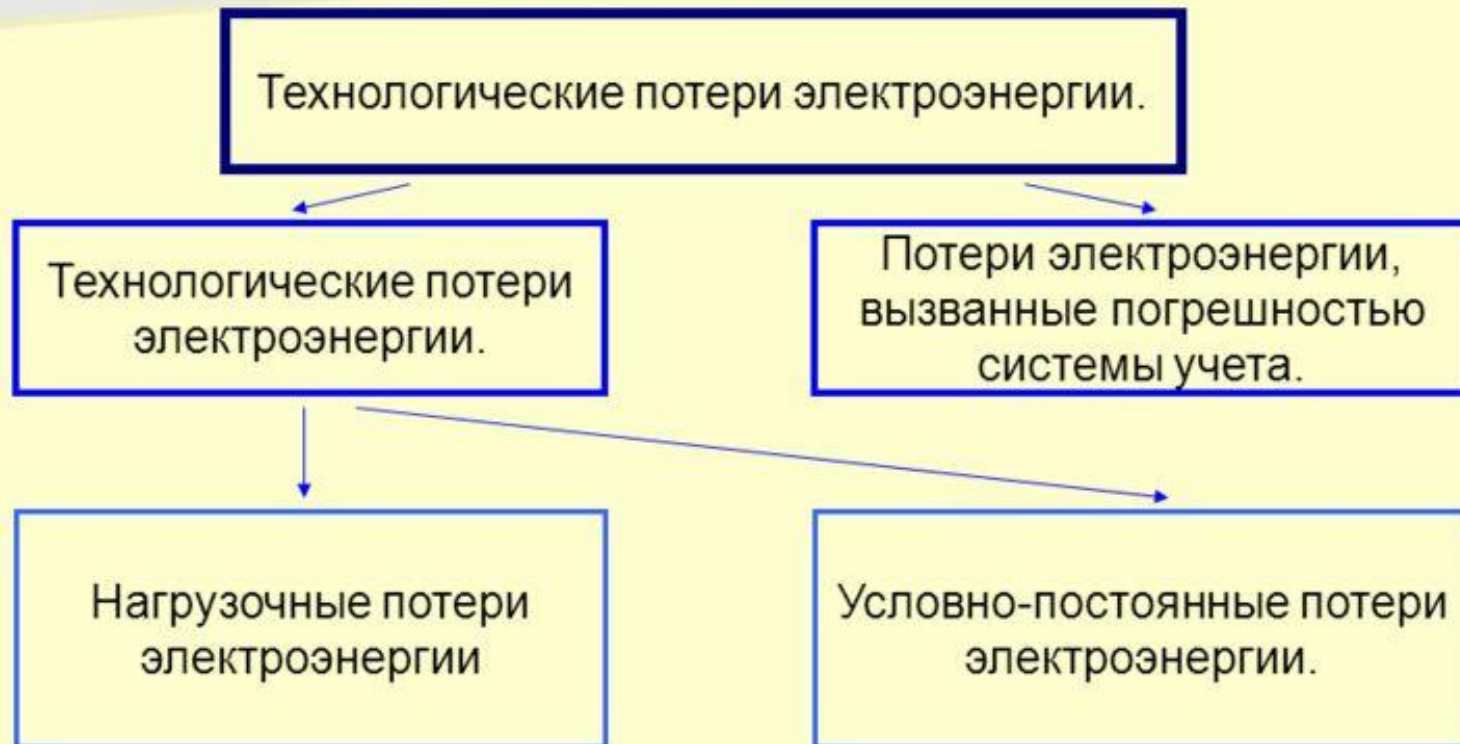 Технологические потери электроэнергии.
Технологические потери
электроэнергии.
Потери электроэнергии,
вызванные погрешностью
системы учета.
Нагрузочные потери
электроэнергии
Условно-постоянные потери
электроэнергии.